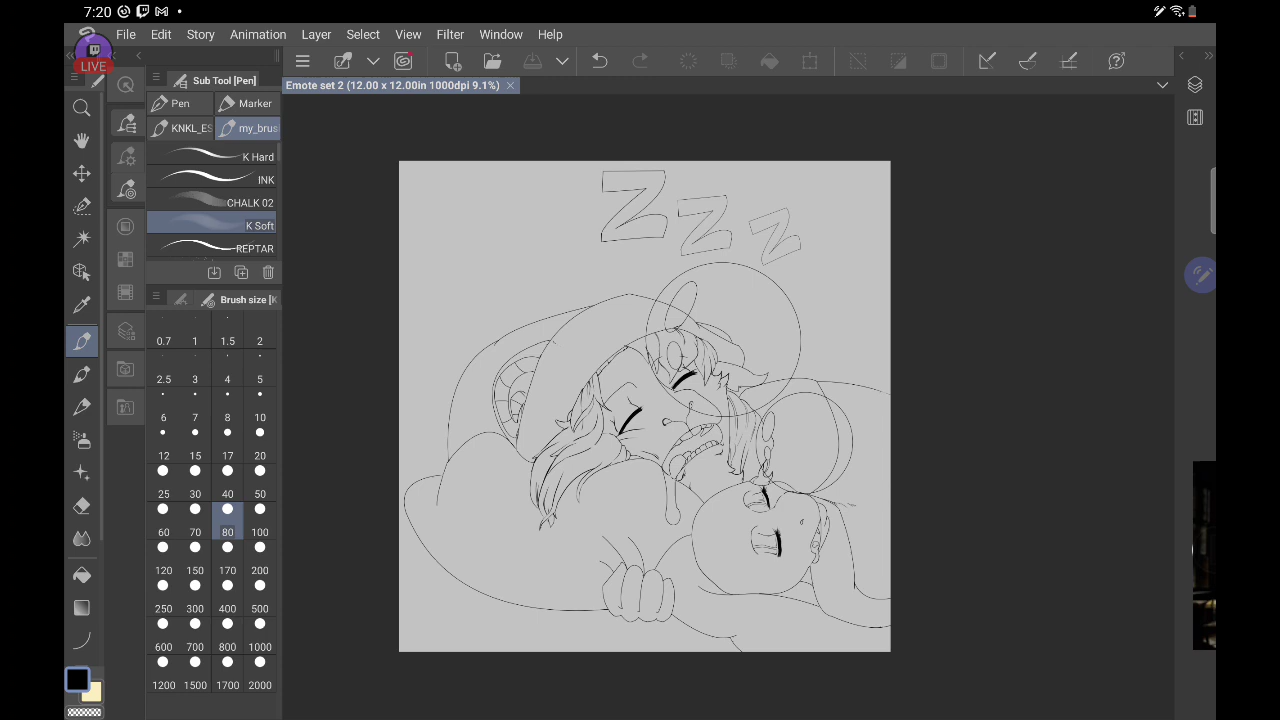 7:20
LIVE
File Edit Story Animation Layer Select View Filter Window Help
Sub Tool [Pen]
Emote set 2 (12.00 x 12.00in 1000dpi 9.1%)
Pen Marker
KNKL_ES my_brus
K Hard
INK
CHALK 02
K Soft
REPTAR
Brush size [K
0.7 1 1.5 2
2.5 3 4 5
6 7 8 10
12 15 17 20
25 30 40 50
60 70 80 100
120 150 170 200
250 300 400 500
600 700 800 1000
1200 1500 1700 2000
Z Z Z